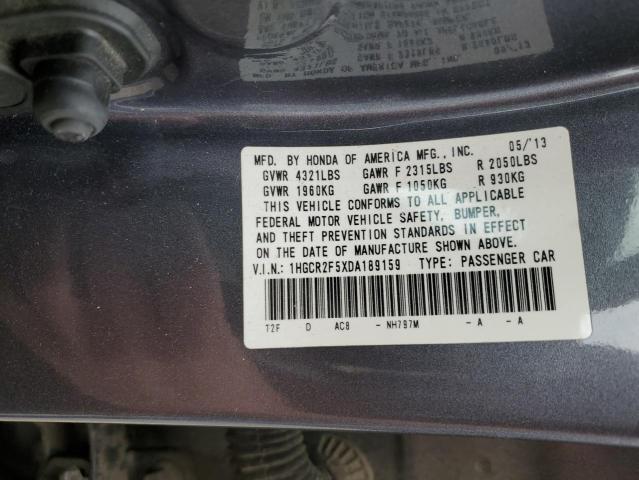 MFD. BY HONDA OF AMERICA MFG., INC. 05/'13
GVWR 4321LBS GAWR F 2315LBS R 2050LBS
GVWR 1960KG GAWR F 1050KG R 930KG
THIS VEHICLE CONFORMS TO ALL APPLICABLE
FEDERAL MOTOR VEHICLE SAFETY, BUMPER,
AND THEFT PREVENTION STANDARDS IN EFFECT
ON THE DATE OF MANUFACTURE SHOWN ABOVE.
V.I.N.: 1HGCR2F5XDA189159 TYPE: PASSENGER CAR
T2F D AC8 - NH797M - A - A